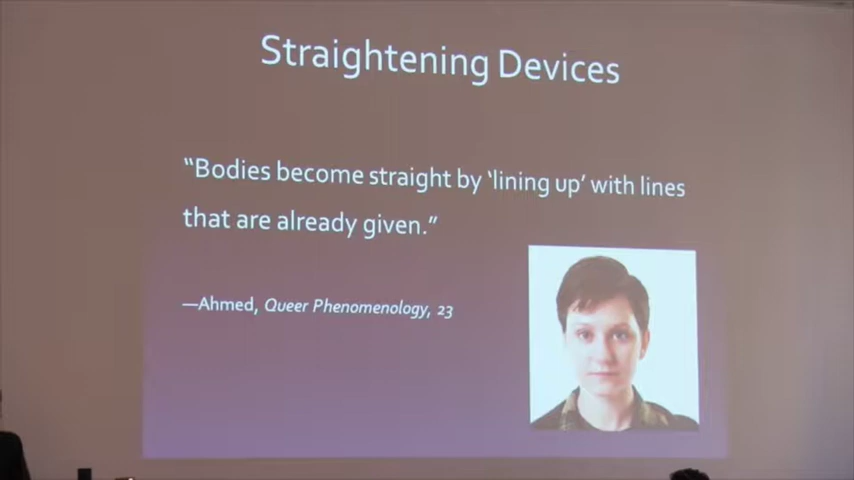 Straightening Devices
“Bodies become straight by ‘lining up’ with lines
that are already given.”
—Ahmed, Queer Phenomenology, 23